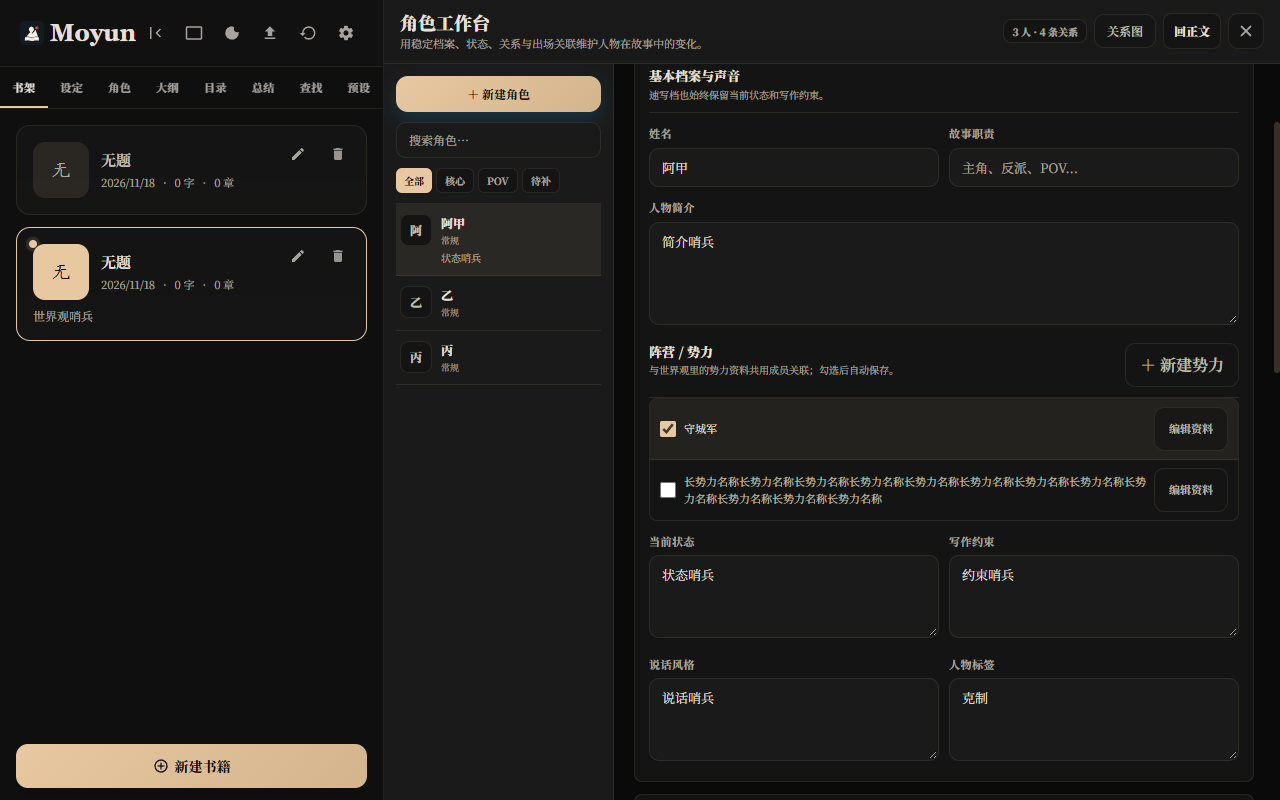 Moyun
书架 设定 角色 大纲 目录 总结 查找 预设
无
无题
2026/11/18 · 0 字 · 0 章
无
无题
2026/11/18 · 0 字 · 0 章
世界观哨兵
新建书籍
角色工作台
用稳定档案、状态、关系与出场关联维护人物在故事中的变化。
3 人 · 4 条关系
关系图
回正文
+ 新建角色
搜索角色…
全部 核心 POV 待补
阿
阿甲
常规
状态哨兵
乙
乙
常规
丙
丙
常规
基本档案与声音
速写档也始终保留当前状态和写作约束。
姓名
故事职责
阿甲
主角、反派、POV...
人物简介
简介哨兵
阵营 / 势力
与世界观里的势力资料共用成员关联；勾选后自动保存。
+ 新建势力
守城军
编辑资料
长势力名称长势力名称长势力名称长势力名称长势力名称长势力名称长势力名称长势力名称长势
力名称长势力名称长势力名称长势力名称
编辑资料
当前状态
写作约束
状态哨兵
约束哨兵
说话风格
人物标签
说话哨兵
克制